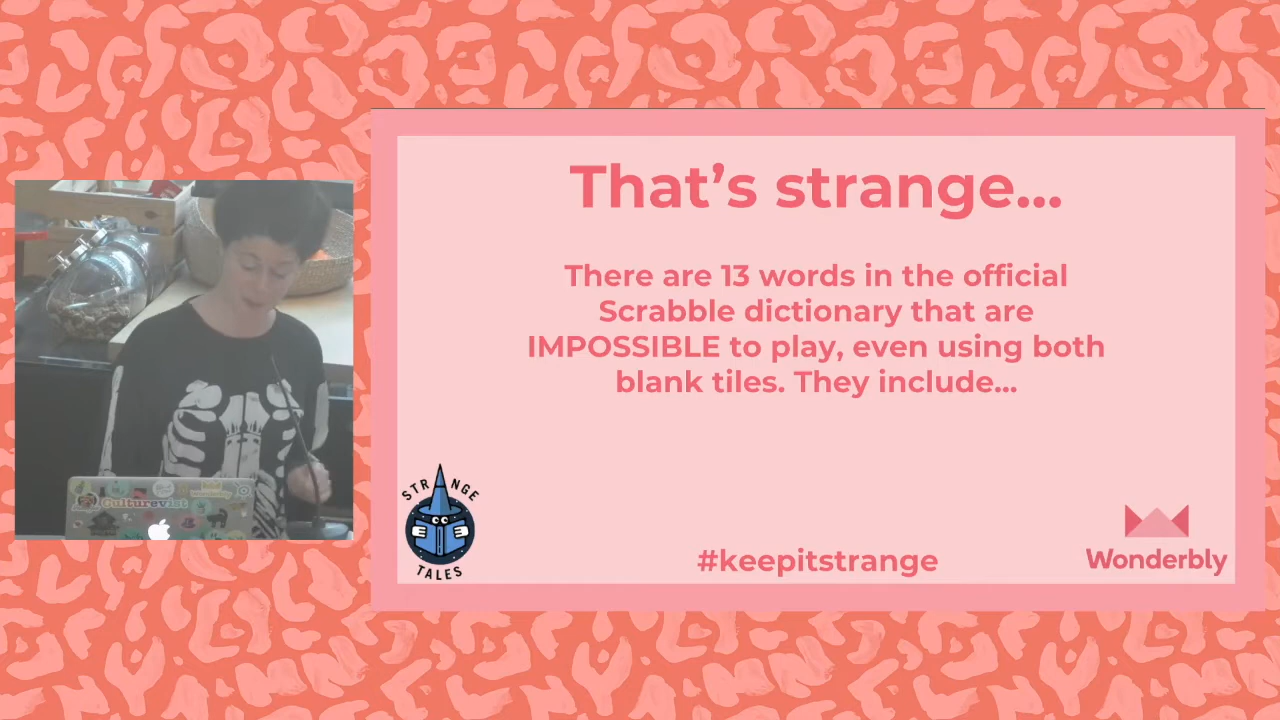 That's strange...
There are 13 words in the official
Scrabble dictionary that are
IMPOSSIBLE to play, even using both
blank tiles. They include...
STRANGE
TALES
#keepitstrange
Wonderbly
Culturevist